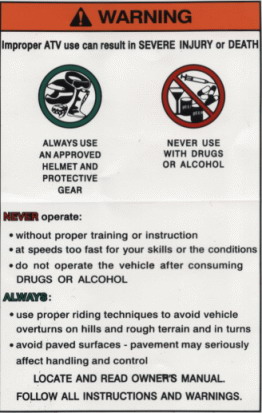 WARNING
Improper ATV use can result in SEVERE INJURY or DEATH
ALWAYS USE
AN APPROVED
HELMET AND
PROTECTIVE
GEAR
NEVER USE
WITH DRUGS
OR ALCOHOL
NEVER operate:
• without proper training or instruction
• at speeds too fast for your skills or the conditions
• do not operate the vehicle after consuming
DRUGS OR ALCOHOL
ALWAYS:
• use proper riding techniques to avoid vehicle
overturns on hills and rough terrain and in turns
• avoid paved surfaces - pavement may seriously
affect handling and control
LOCATE AND READ OWNER'S MANUAL.
FOLLOW ALL INSTRUCTIONS AND WARNINGS.